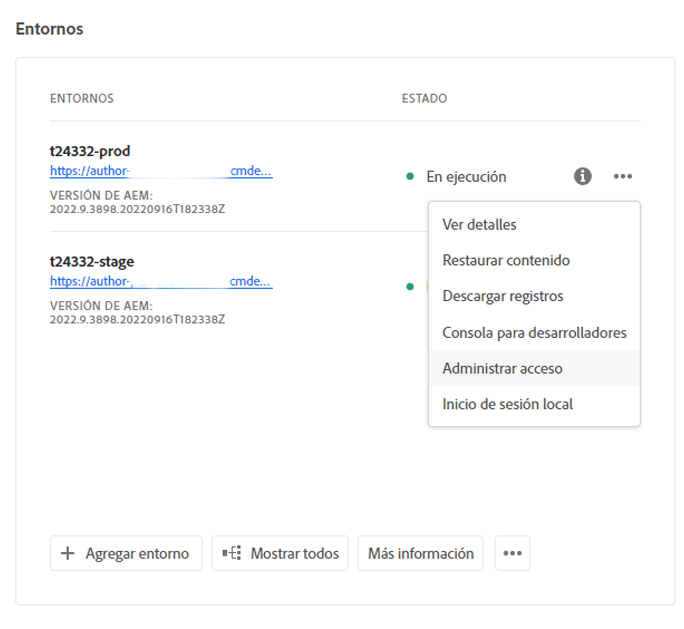 Entornos
ENTORNOS ESTADO
t24332-prod
https://author- cmde...
En ejecución
VERSIÓN DE AEM:
2022.9.3898.20220916T182338Z
Ver detalles
Restaurar contenido
Descargar registros
Consola para desarrolladores
Administrar acceso
Inicio de sesión local
t24332-stage
https://author- cmde...
VERSIÓN DE AEM:
2022.9.3898.20220916T182338Z
Agregar entorno Mostrar todos Más información